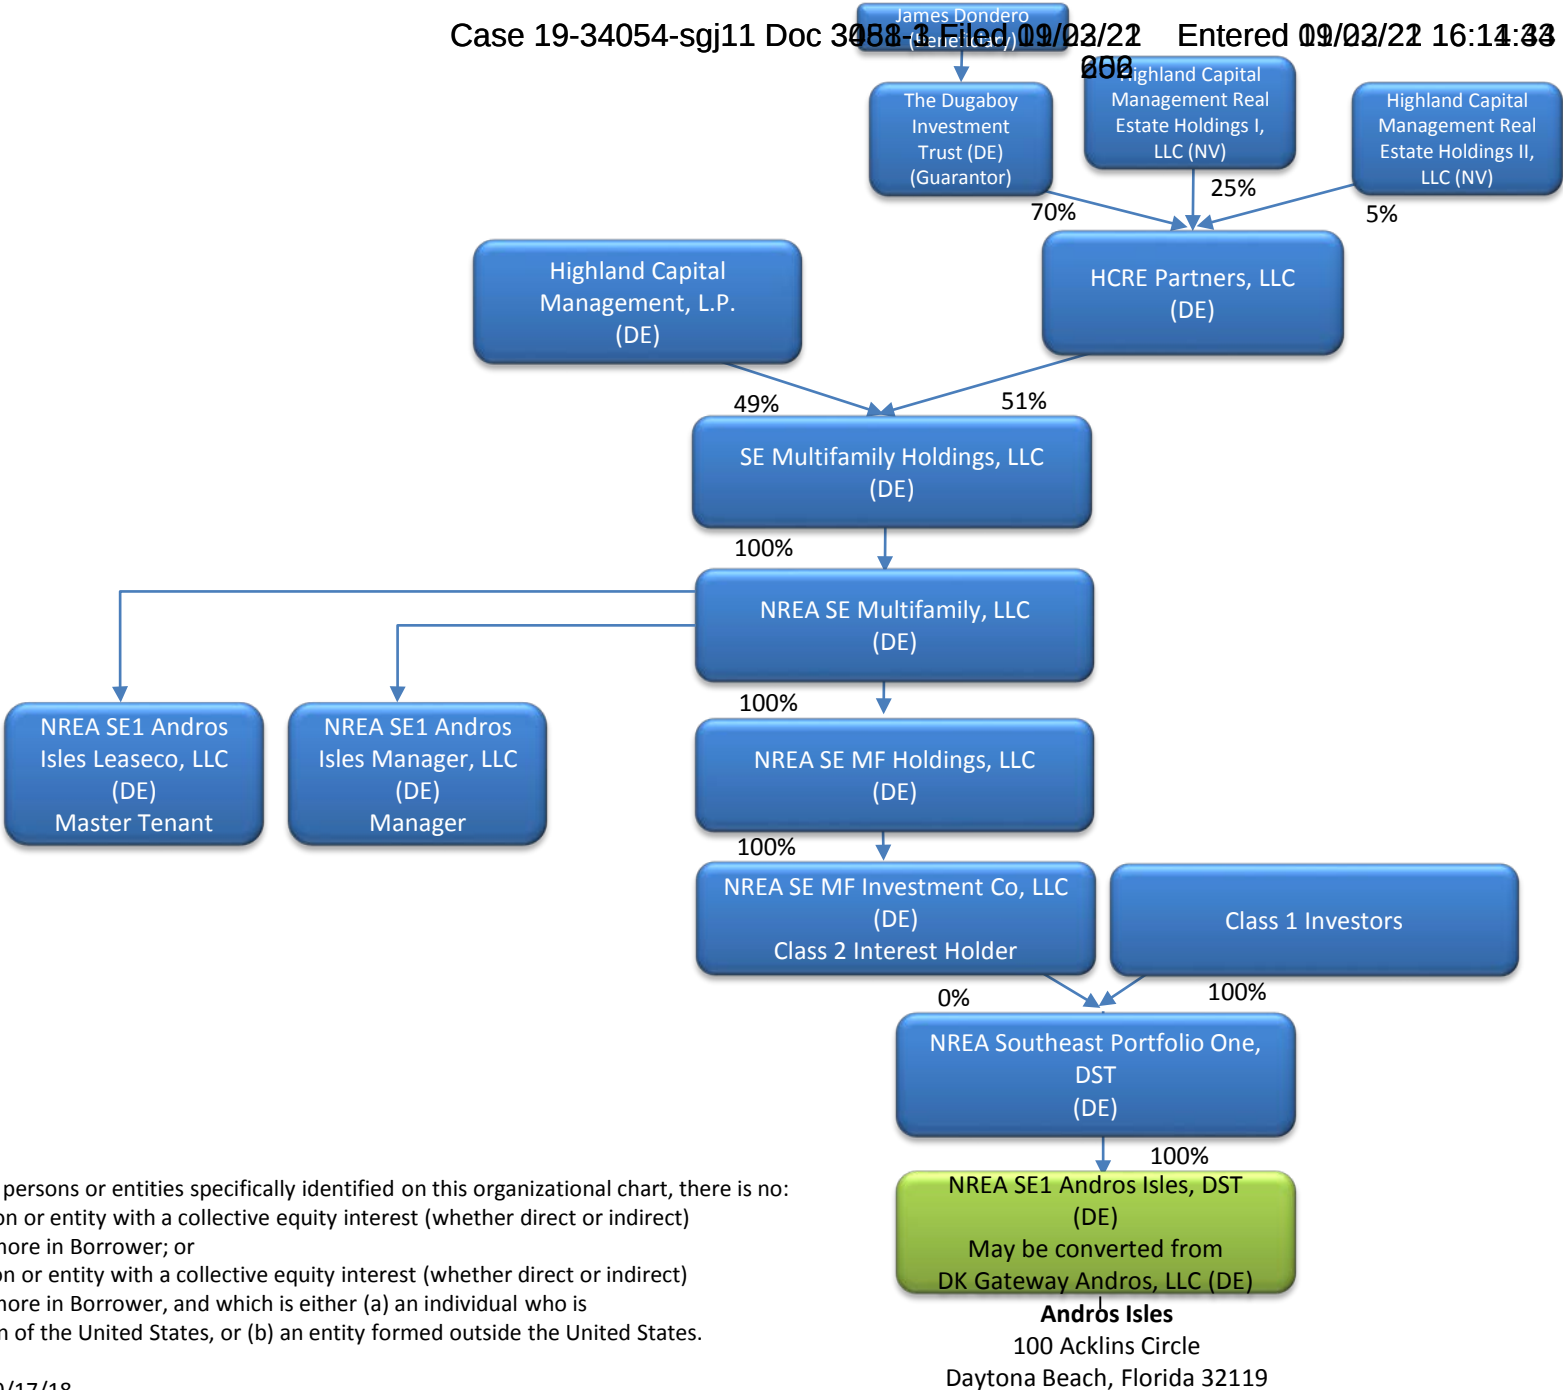 James Dondero
(Beneficiary)
Case 19-34054-sgj11 Doc Filed Entered 16:
Highland Capital
Management Real
Estate Holdings I,
LLC (NV)
The Dugaboy
Investment
Trust (DE)
(Guarantor)
Highland Capital
Management Real
Estate Holdings II,
LLC (NV)
25%
70%
5%
Highland Capital
Management, L.P.
(DE)
HCRE Partners, LLC
(DE)
49%
51%
SE Multifamily Holdings, LLC
(DE)
100%
NREA SE Multifamily, LLC
(DE)
100%
NREA SE1 Andros
Isles Leaseco, LLC
(DE)
Master Tenant
NREA SE1 Andros
Isles Manager, LLC
(DE)
Manager
NREA SE MF Holdings, LLC
(DE)
100%
NREA SE MF Investment Co, LLC
(DE)
Class 2 Interest Holder
Class 1 Investors
0%
100%
NREA Southeast Portfolio One,
DST
(DE)
100%
NREA SE1 Andros Isles, DST
(DE)
May be converted from
DK Gateway Andros, LLC (DE)
Andros Isles
100 Acklins Circle
Daytona Beach, Florida 32119
persons or entities specifically identified on this organizational chart, there is no:
on or entity with a collective equity interest (whether direct or indirect)
more in Borrower; or
on or entity with a collective equity interest (whether direct or indirect)
more in Borrower, and which is either (a) an individual who is
n of the United States, or (b) an entity formed outside the United States.
/17/18